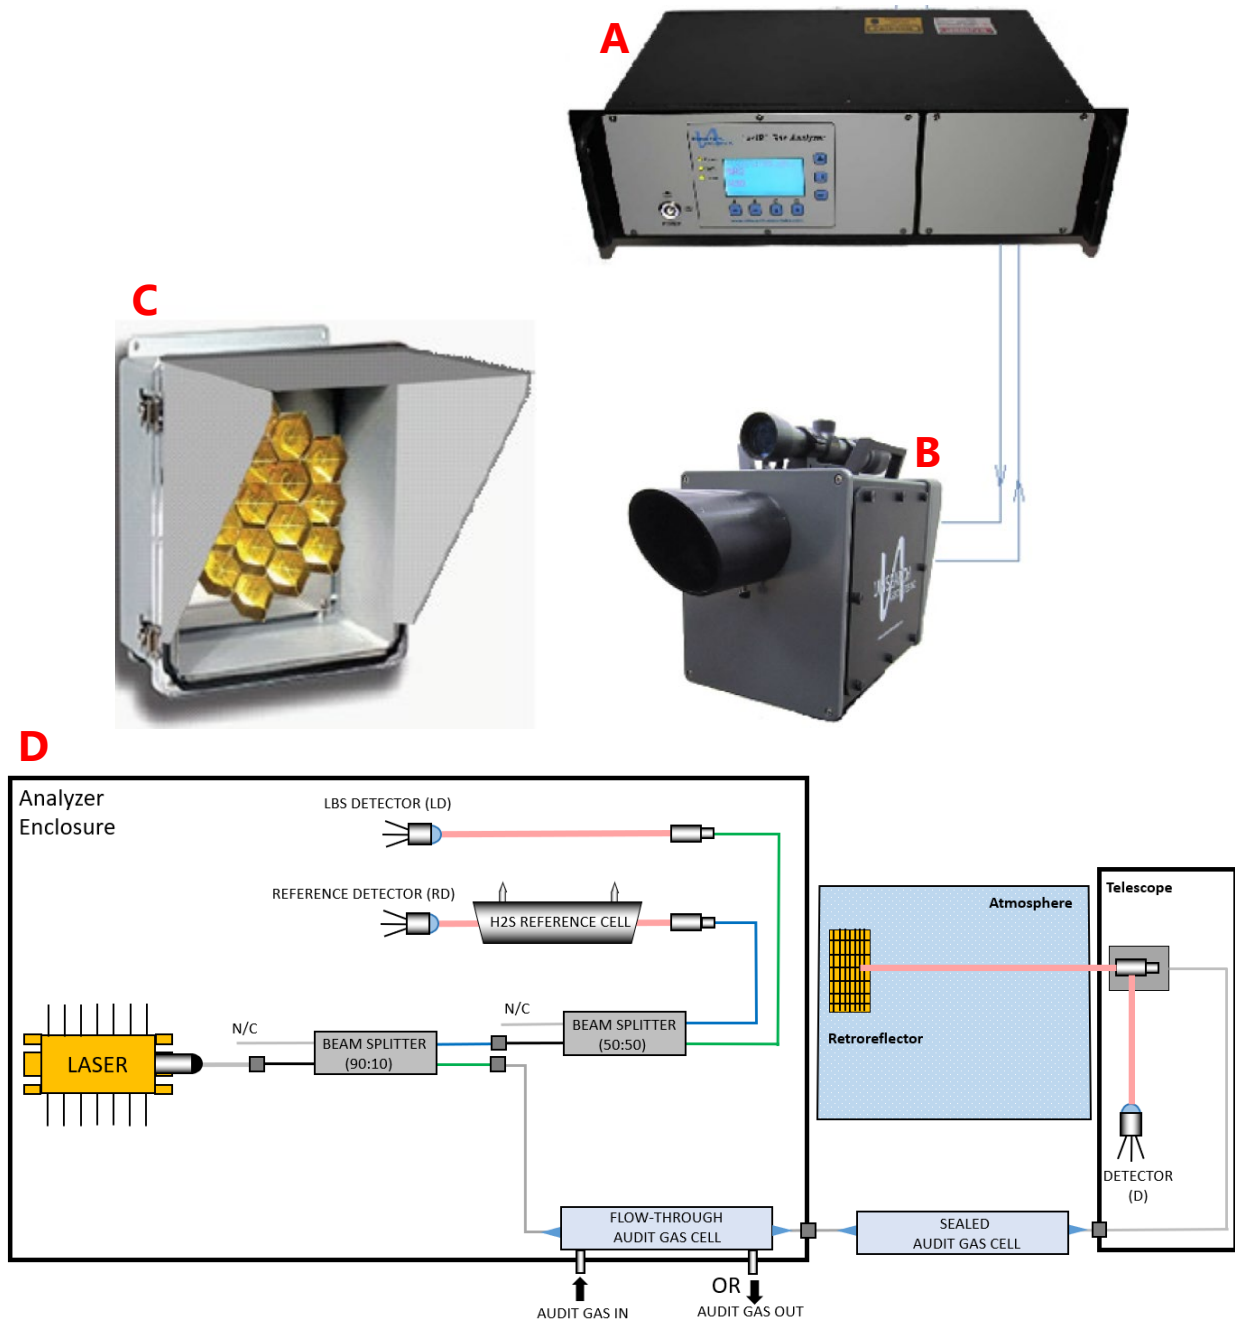 A
Gas Analyzer
B
C
D
Analyzer
Enclosure
LBS DETECTOR (LD)
REFERENCE DETECTOR (RD)
H2S REFERENCE CELL
N/C
N/C
BEAM SPLITTER
(50:50)
BEAM SPLITTER
(90:10)
LASER
Telescope
Atmosphere
Retroreflector
DETECTOR
(D)
FLOW-THROUGH
AUDIT GAS CELL
SEALED
AUDIT GAS CELL
OR
AUDIT GAS IN
AUDIT GAS OUT